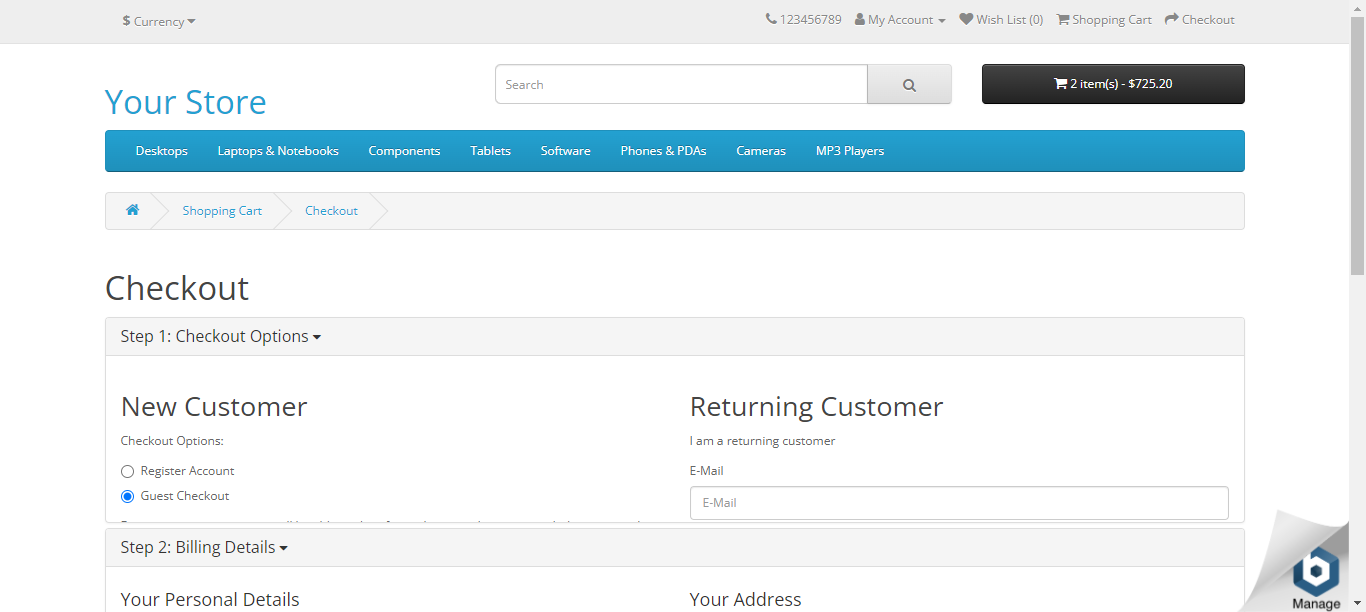 $ Currency
123456789 My Account Wish List (0) Shopping Cart Checkout
Your Store
Search
2 item(s) - $725.20
Desktops Laptops & Notebooks Components Tablets Software Phones & PDAs Cameras MP3 Players
Shopping Cart Checkout
Checkout
Step 1: Checkout Options
New Customer
Checkout Options:
Register Account
Guest Checkout
Returning Customer
I am a returning customer
E-Mail
E-Mail
Step 2: Billing Details
Your Personal Details
Your Address
Manage